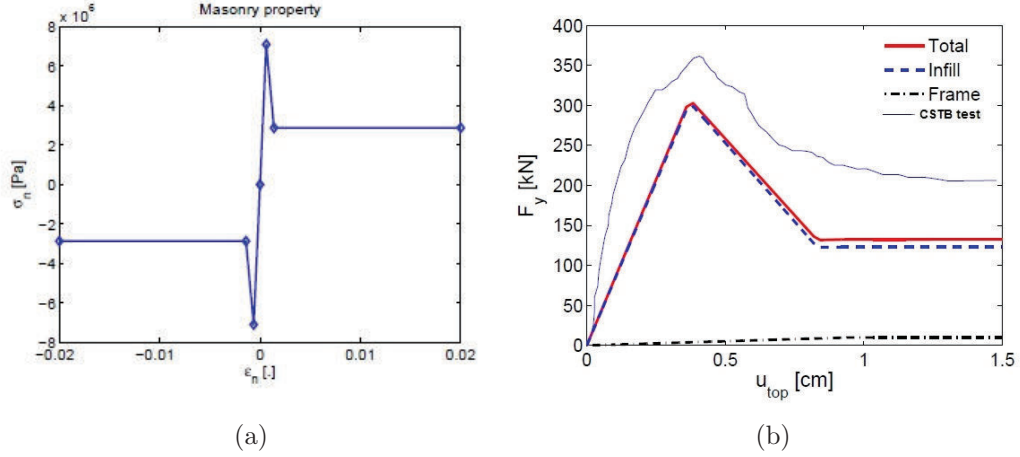 Masonry property
× 10⁶
8
6
4
2
0
−2
−4
−6
−8
σn [Pa]
−0.02
−0.01
0
0.01
0.02
εn [.]
(a)
400
350
300
250
200
150
100
50
0
Fy [kN]
Total
Infill
Frame
CSTB test
0
0.5
1
1.5
utop [cm]
(b)